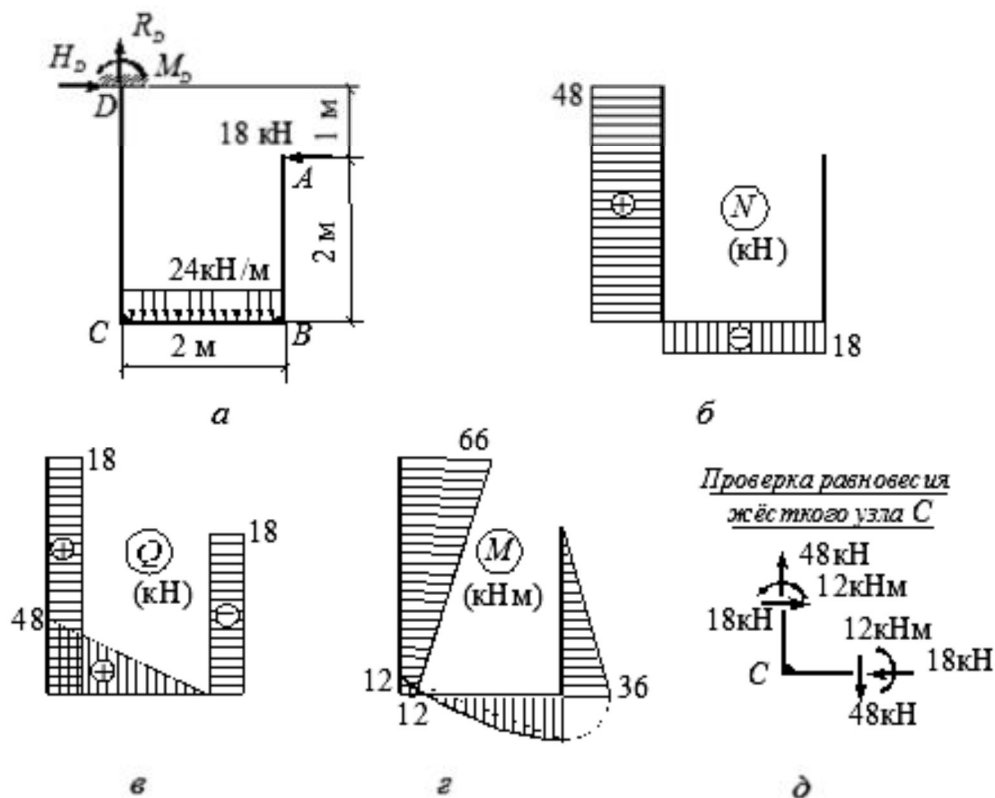 R_D
H_D
M_D
D
1 м
18 кН
A
2 м
24кН/м
C
B
2 м
а
48
+
N
(кН)
−
18
б
18
+
Q
(кН)
18
−
48
+
в
66
M
(кНм)
12
12
36
г
Проверка равновесия
жёсткого узла C
48кН
12кНм
18кН
12кНм
18кН
C
48кН
д